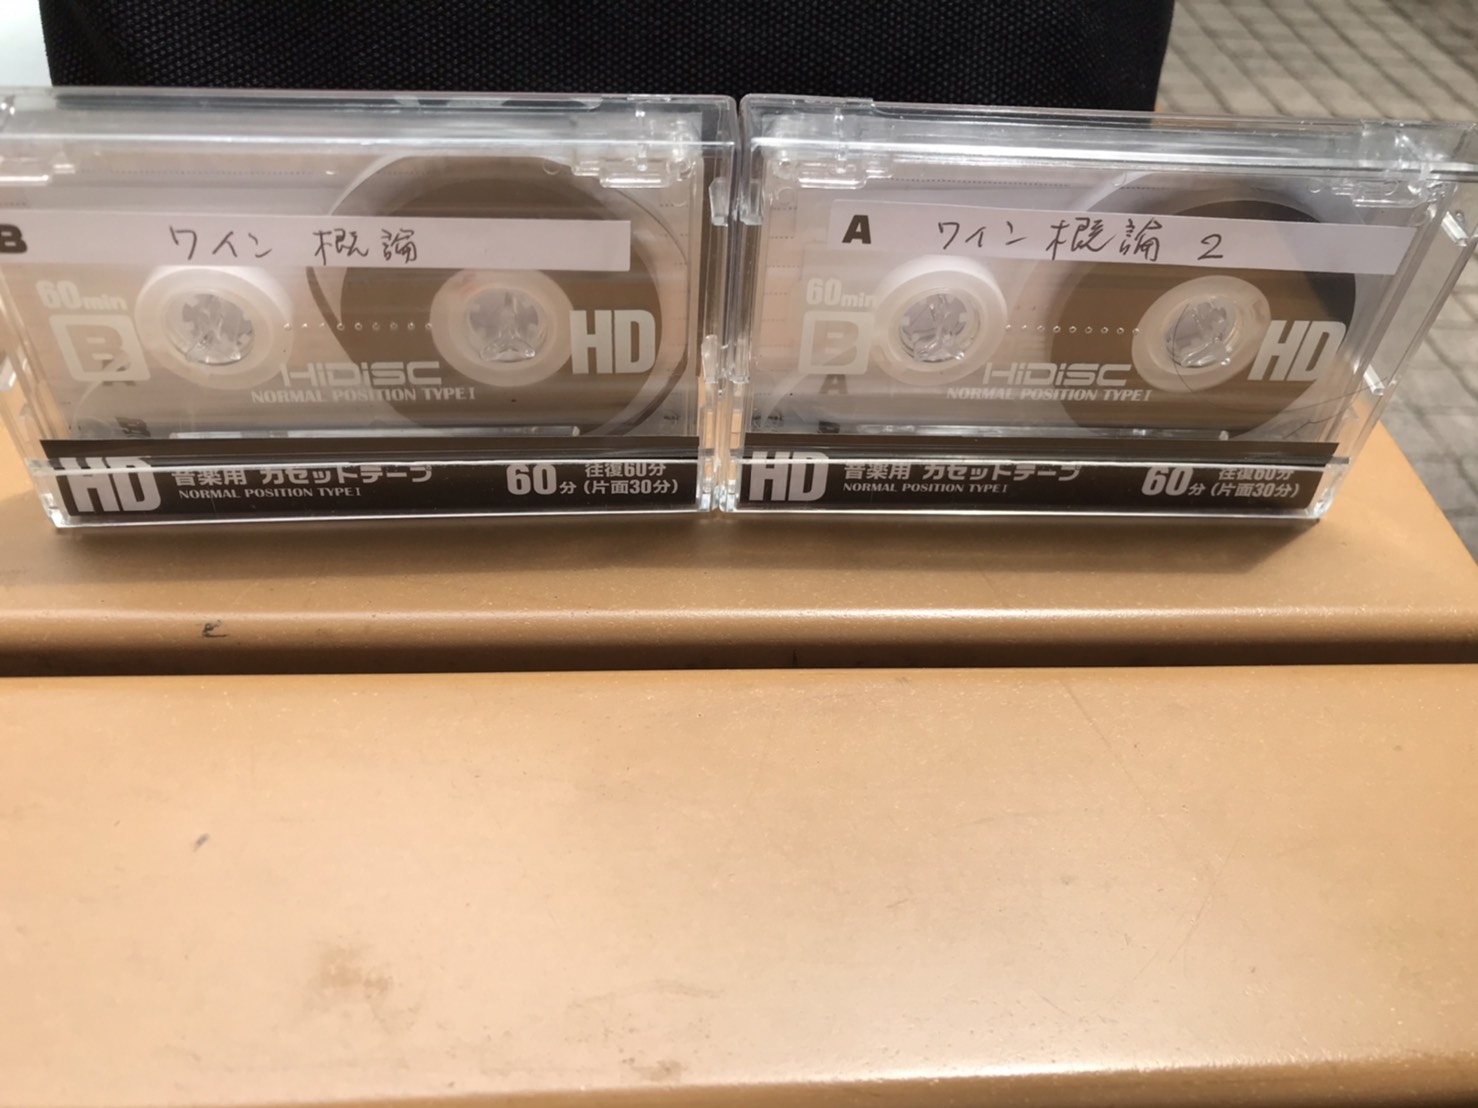 B ワイン 概論
60min
B
HD
HIDISC
NORMAL POSITION TYPE I
HD 音楽用 カセットテープ 60分 往復60分
NORMAL POSITION TYPE I (片面30分)
A ワイン 概論 2
60min
B
A
HD
HIDISC
NORMAL POSITION TYPE I
HD 音楽用 カセットテープ 60分 往復60分
NORMAL POSITION TYPE I (片面30分)